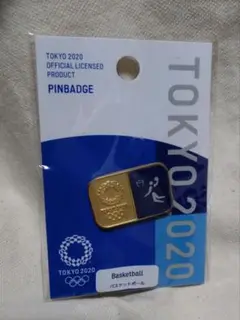 TOKYO 2020
OFFICIAL LICENSED
PRODUCT
PINBADGE
TOKYO 2020
TOKYO 2020
Basketball
バスケットボール